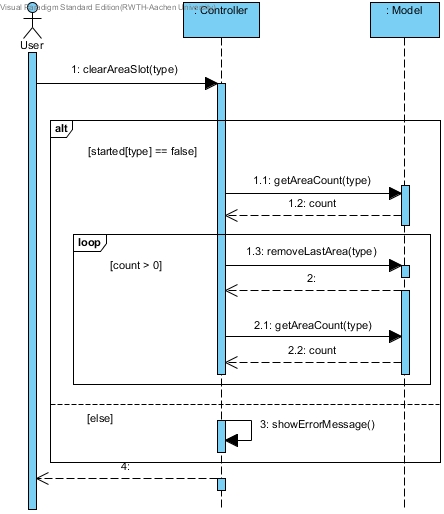 Visual Paradigm Standard Edition(RWTH-Aachen Univers
: Controller
: Model
User
1: clearAreaSlot(type)
alt
[started[type] == false]
1.1: getAreaCount(type)
1.2: count
loop
1.3: removeLastArea(type)
[count > 0]
2:
2.1: getAreaCount(type)
2.2: count
[else]
3: showErrorMessage()
4: